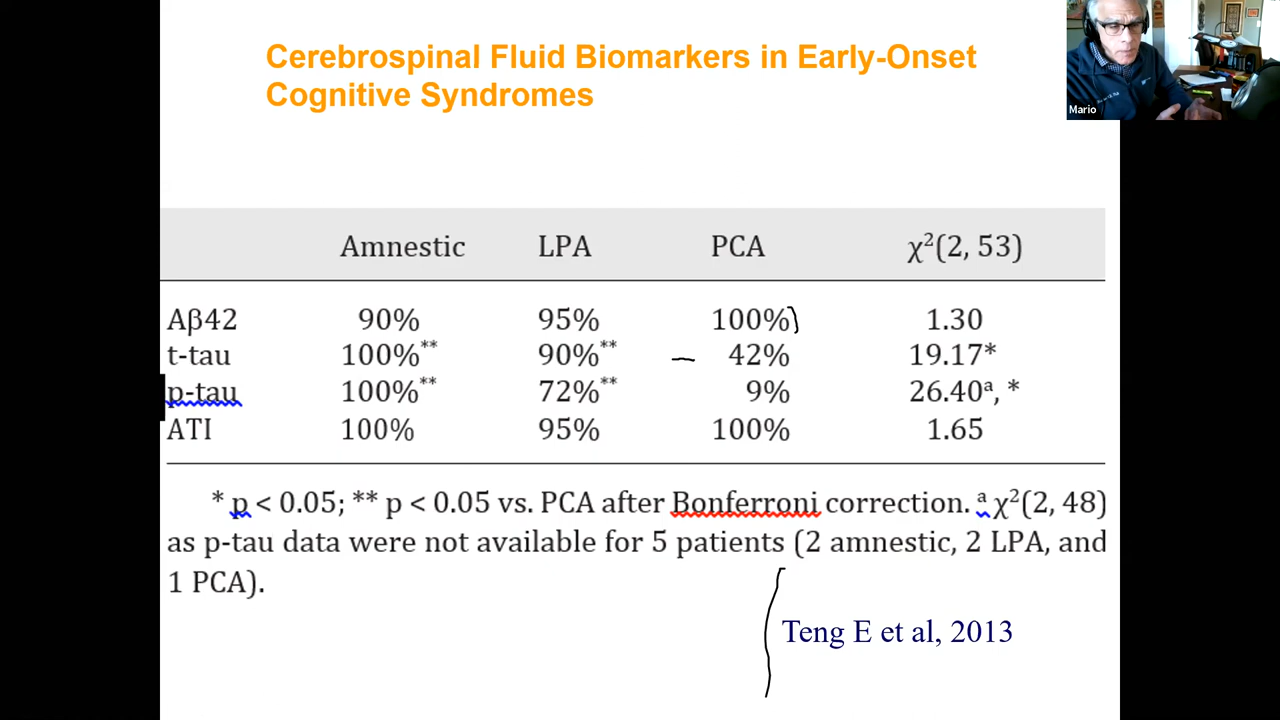 Cerebrospinal Fluid Biomarkers in Early-Onset
Cognitive Syndromes
Mario
Amnestic LPA PCA χ²(2, 53)
Aβ42 90% 95% 100% 1.30
t-tau 100%** 90%** 42% 19.17*
p-tau 100%** 72%** 9% 26.40ᵃ, *
ATI 100% 95% 100% 1.65
* p < 0.05; ** p < 0.05 vs. PCA after Bonferroni correction. ᵃ χ²(2, 48)
as p-tau data were not available for 5 patients (2 amnestic, 2 LPA, and
1 PCA).
Teng E et al, 2013